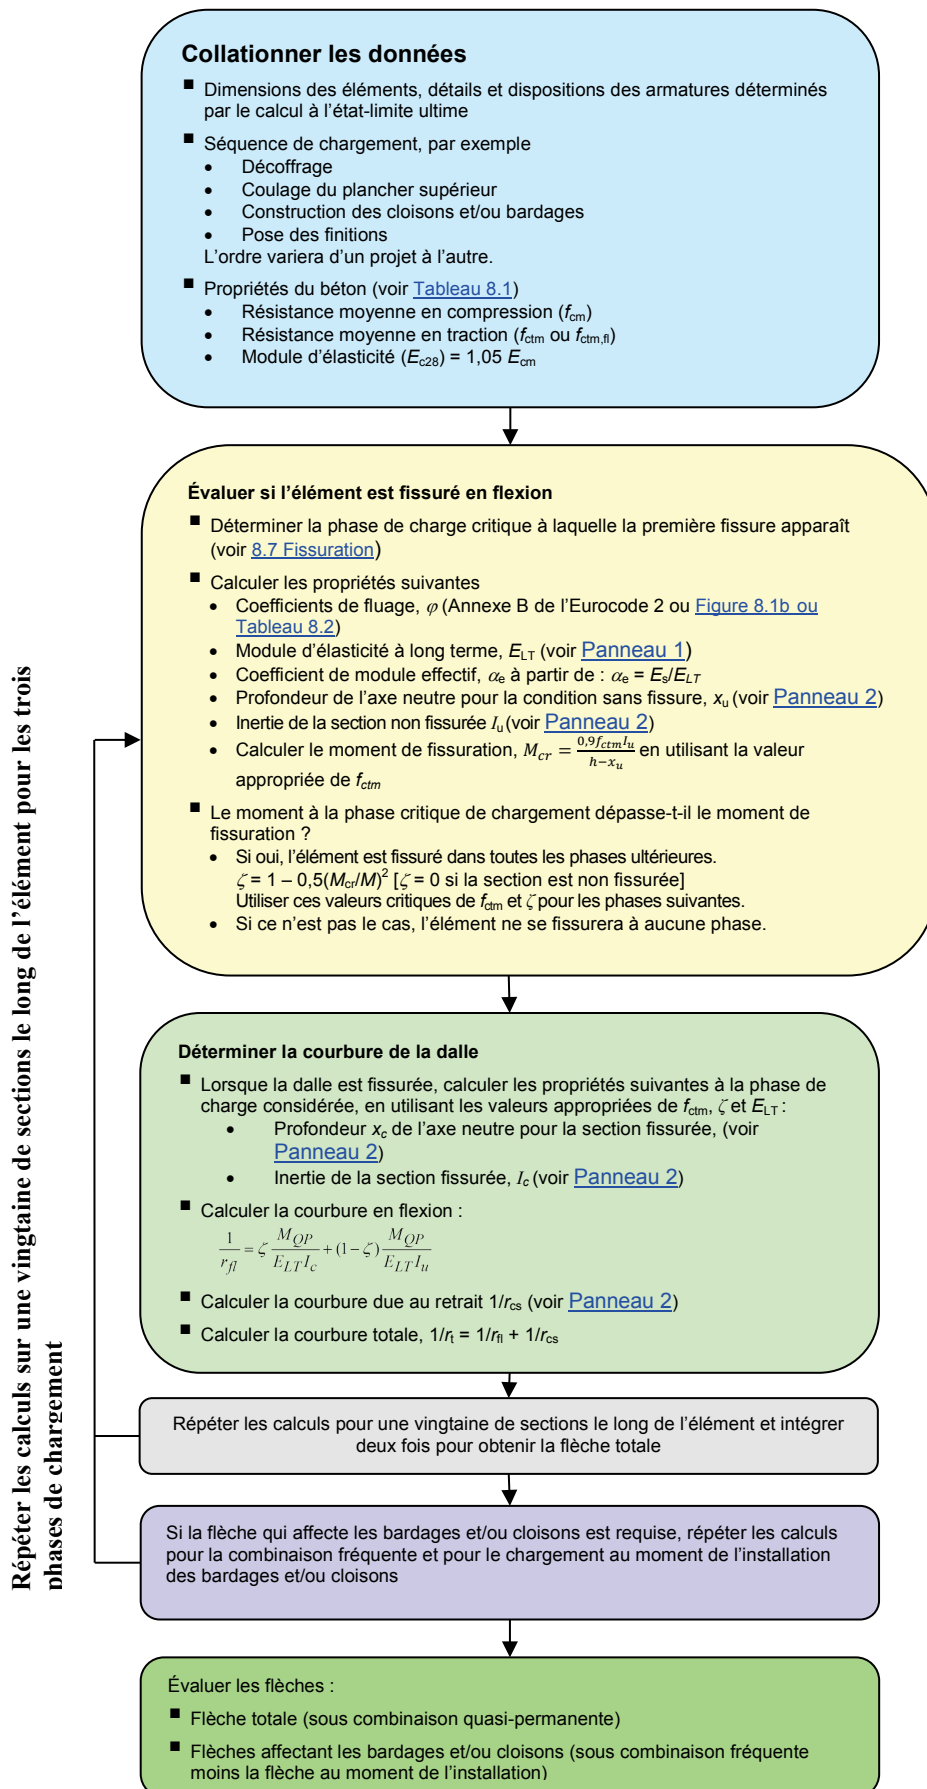 Collationner les données
▪ Dimensions des éléments, détails et dispositions des armatures déterminés
par le calcul à l'état-limite ultime
▪ Séquence de chargement, par exemple
• Décoffrage
• Coulage du plancher supérieur
• Construction des cloisons et/ou bardages
• Pose des finitions
L'ordre variera d'un projet à l'autre.
▪ Propriétés du béton (voir Tableau 8.1)
• Résistance moyenne en compression (fcm)
• Résistance moyenne en traction (fctm ou fctm,fl)
• Module d'élasticité (Ec28) = 1,05 Ecm
Évaluer si l'élément est fissuré en flexion
▪ Déterminer la phase de charge critique à laquelle la première fissure apparaît
(voir 8.7 Fissuration)
▪ Calculer les propriétés suivantes
• Coefficients de fluage, φ (Annexe B de l'Eurocode 2 ou Figure 8.1b ou
Tableau 8.2)
• Module d'élasticité à long terme, ELT (voir Panneau 1)
• Coefficient de module effectif, αe à partir de : αe = Es/ELT
• Profondeur de l'axe neutre pour la condition sans fissure, xu (voir Panneau 2)
• Inertie de la section non fissurée Iu (voir Panneau 2)
• Calculer le moment de fissuration, Mcr = 0,9fctmIu / (h−xu) en utilisant la valeur
appropriée de fctm
▪ Le moment à la phase critique de chargement dépasse-t-il le moment de
fissuration ?
• Si oui, l'élément est fissuré dans toutes les phases ultérieures.
ζ = 1 – 0,5(Mcr/M)² [ζ = 0 si la section est non fissurée]
Utiliser ces valeurs critiques de fctm et ζ pour les phases suivantes.
• Si ce n'est pas le cas, l'élément ne se fissurera à aucune phase.
Déterminer la courbure de la dalle
▪ Lorsque la dalle est fissurée, calculer les propriétés suivantes à la phase de
charge considérée, en utilisant les valeurs appropriées de fctm, ζ et ELT :
• Profondeur xc de l'axe neutre pour la section fissurée, (voir
Panneau 2)
• Inertie de la section fissurée, Ic (voir Panneau 2)
▪ Calculer la courbure en flexion :
1/rfl = ζ MQP/(ELT Ic) + (1 − ζ) MQP/(ELT Iu)
▪ Calculer la courbure due au retrait 1/rcs (voir Panneau 2)
▪ Calculer la courbure totale, 1/rt = 1/rfl + 1/rcs
Répéter les calculs pour une vingtaine de sections le long de l'élément et intégrer
deux fois pour obtenir la flèche totale
Si la flèche qui affecte les bardages et/ou cloisons est requise, répéter les calculs
pour la combinaison fréquente et pour le chargement au moment de l'installation
des bardages et/ou cloisons
Évaluer les flèches :
▪ Flèche totale (sous combinaison quasi-permanente)
▪ Flèches affectant les bardages et/ou cloisons (sous combinaison fréquente
moins la flèche au moment de l'installation)
Répéter les calculs sur une vingtaine de sections le long de l'élément pour les trois
phases de chargement